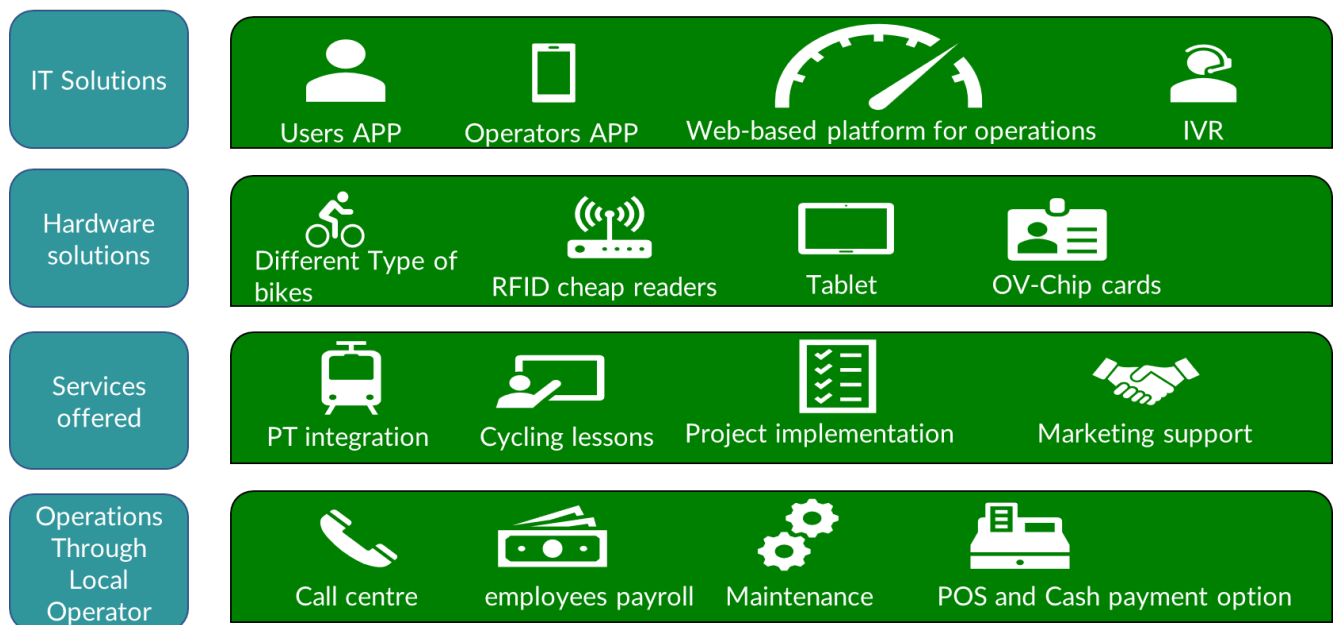 IT Solutions
Users APP
Operators APP
Web-based platform for operations
IVR
Hardware
solutions
Different Type of
bikes
RFID cheap readers
Tablet
OV-Chip cards
Services
offered
PT integration
Cycling lessons
Project implementation
Marketing support
Operations
Through
Local
Operator
Call centre
employees payroll
Maintenance
POS and Cash payment option